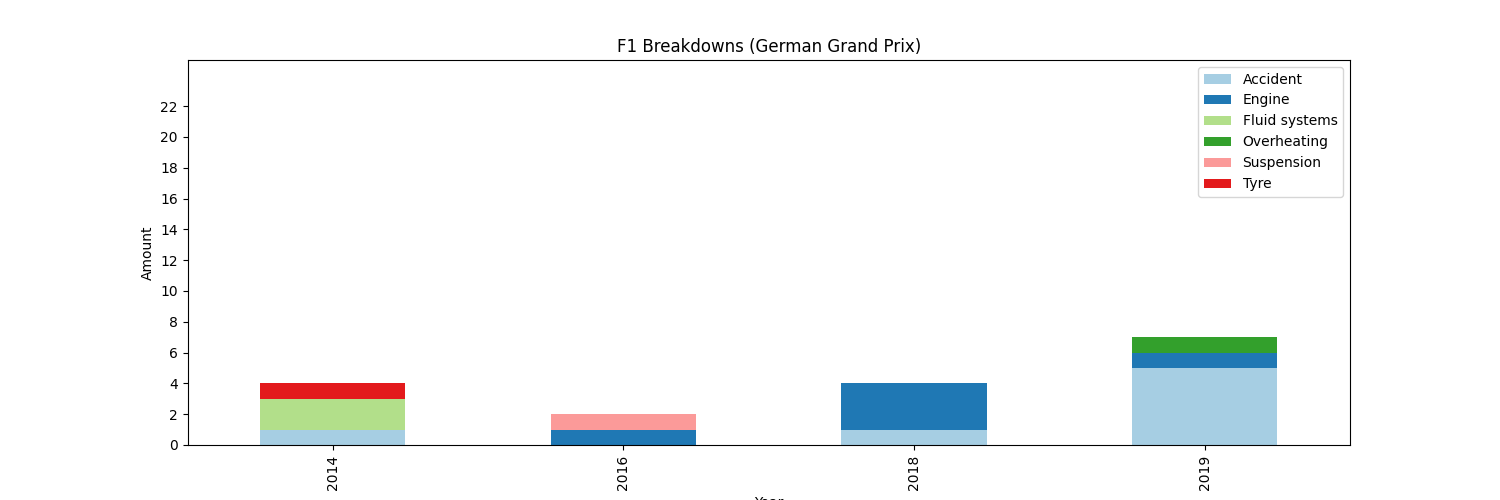 F1 Breakdowns (German Grand Prix)
Accident
Engine
Fluid systems
Overheating
Suspension
Tyre
Amount
22
20
18
16
14
12
10
8
6
4
2
0
2014
2016
2018
2019
Year